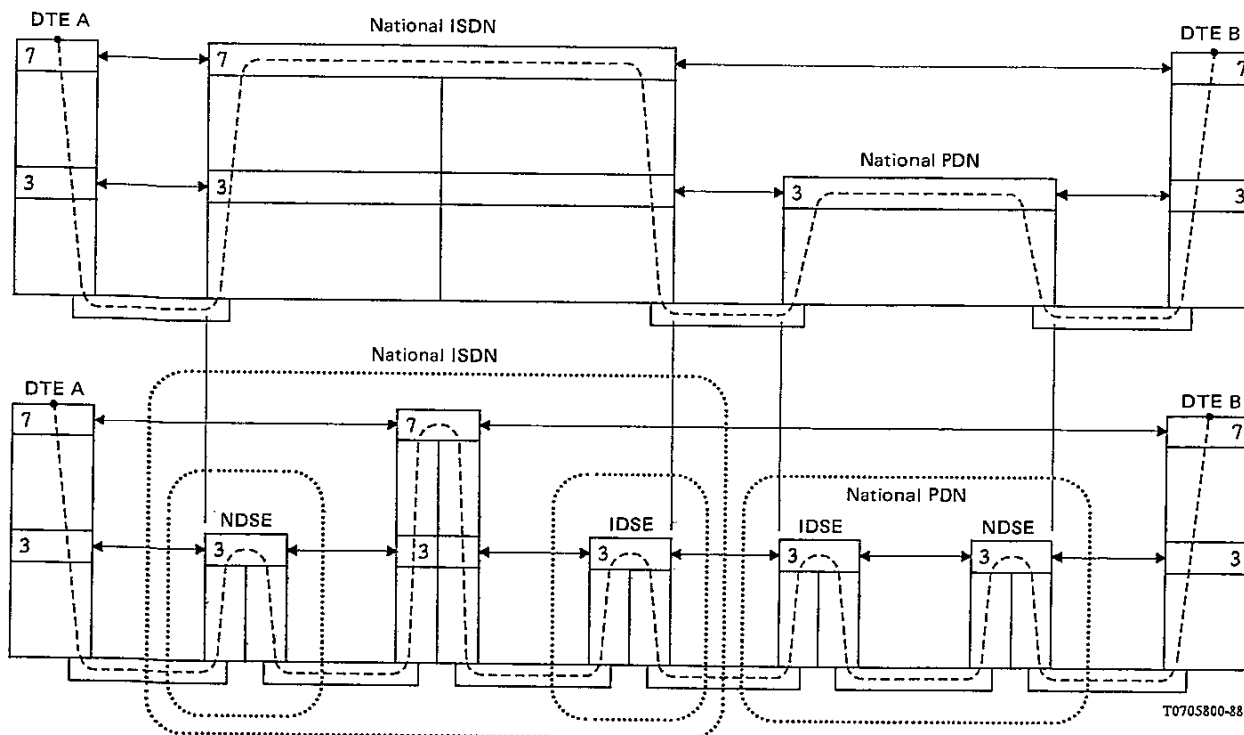 DTE A
National ISDN
DTE B
7
7
7
National PDN
3
3
3
3
National ISDN
DTE A
DTE B
7
7
7
National PDN
NDSE
IDSE
IDSE
NDSE
3
3
3
3
3
3
3
T0705800-88